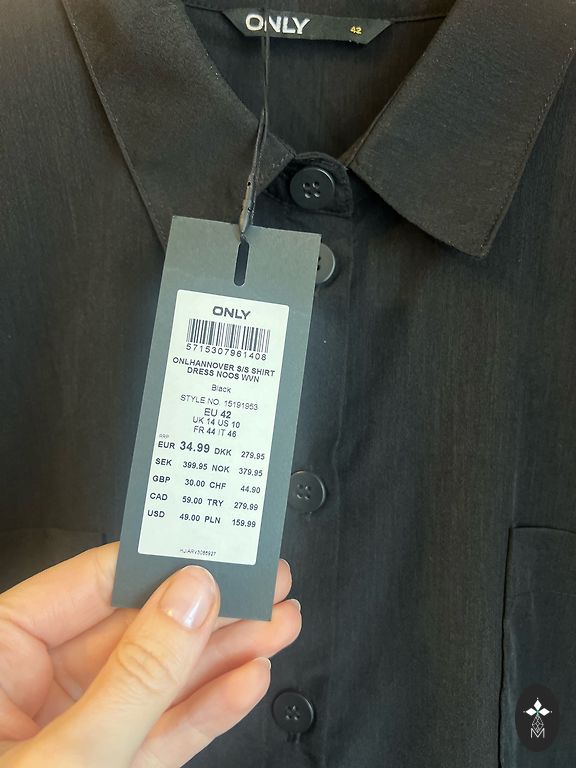 ONLY 42
ONLY
5715307961408
ONLHANNOVER S/S SHIRT
DRESS NOOS WVN
Black
STYLE NO. 15191953
EU 42
UK 14 US 10
FR 44 IT 46
RRP
EUR 34.99 DKK 279.95
SEK 399.95 NOK 379.95
GBP 30.00 CHF 44.90
CAD 59.00 TRY 279.99
USD 49.00 PLN 159.99
M